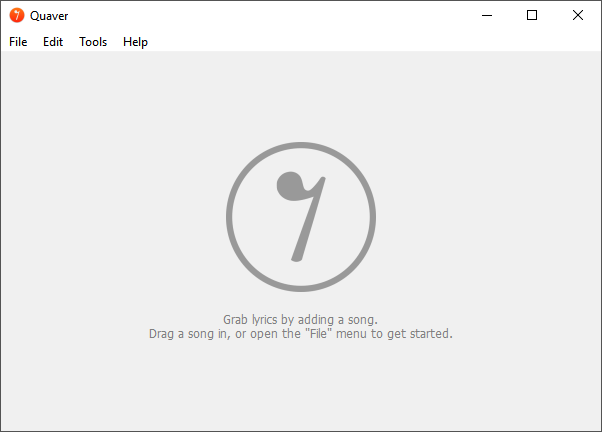 Quaver
File Edit Tools Help
Grab lyrics by adding a song.
Drag a song in, or open the "File" menu to get started.